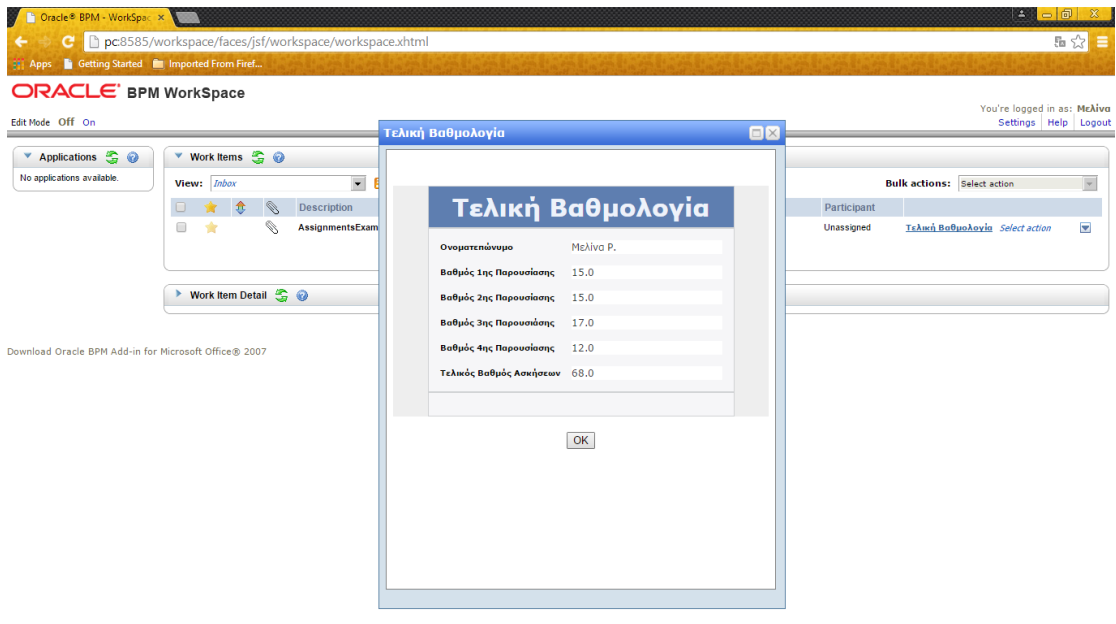 Oracle® BPM - WorkSpac
pc:8585/workspace/faces/jsf/workspace/workspace.xhtml
Apps Getting Started Imported From Firef...
ORACLE® BPM WorkSpace
You're logged in as: Μελίνα
Edit Mode Off On
Settings Help Logout
Τελική Βαθμολογία
Applications
Work Items
No applications available.
View: Inbox
Bulk actions: Select action
Description
Participant
AssignmentsExam
Unassigned
Τελική Βαθμολογία Select action
Work Item Detail
Τελική Βαθμολογία
Ονοματεπώνυμο Μελίνα Ρ.
Βαθμός 1ης Παρουσίασης 15.0
Βαθμός 2ης Παρουσίασης 15.0
Βαθμός 3ης Παρουσιάσης 17.0
Βαθμός 4ης Παρουσίασης 12.0
Τελικός Βαθμός Ασκήσεων 68.0
OK
Download Oracle BPM Add-in for Microsoft Office® 2007